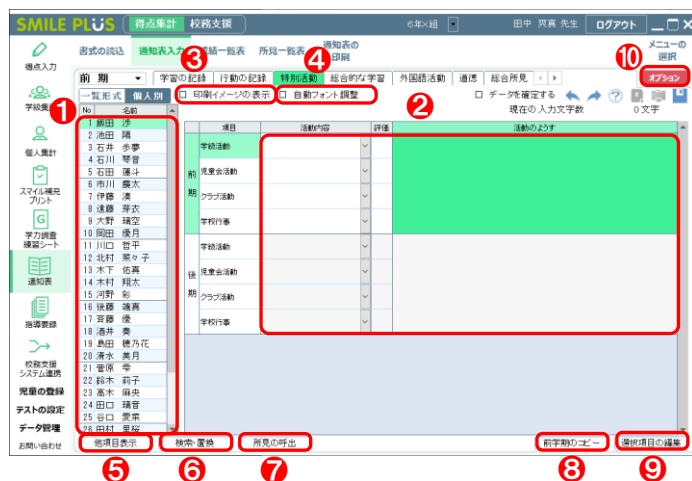 SMILE PLUS 得点集計 校務支援 6年×組 田中 爽真 先生 ログアウト
得点入力
学級集
個人集計
スマイル補充
プリント
学力調査
練習シート
通知表
指導要録
校務支援
システム連携
児童の登録
テストの設定
データ管理
お問い合わせ
書式の読込 通知表入力 成績一覧表 所見一覧表 通知表の
印刷
メニューの
選択
前 期 学習の記録 行動の記録 特別活動 総合的な学習 外国語活動 道徳 総合所見 オプション
一覧形式 個人別 印刷イメージの表示 自動フォント調整 データを確定する
現在の入力文字数 0文字
No 名前
1 飯田 渉
2 池田 陽
3 石井 歩夢
4 石川 琴音
5 石田 蓮斗
6 市川 慶太
7 伊藤 湊
8 遠藤 芽衣
9 大野 璃空
10 岡田 優月
11 川口 哲平
12 北村 菜々子
13 木下 佑真
14 木村 翔太
15 河野 彩
16 後藤 颯真
17 斉藤 優
18 酒井 奏
19 島田 穂乃花
20 清水 美月
21 菅原 雫
22 鈴木 莉子
23 高木 麻央
24 田口 璃音
25 谷口 愛菜
26 田村 里桜
項目 活動内容 評価 活動のようす
前期
学級活動
児童会活動
クラブ活動
学校行事
後期
学級活動
児童会活動
クラブ活動
学校行事
他項目表示 検索・置換 所見の呼出 前学期のコピー 選択項目の編集
1
2
3
4
5
6
7
8
9
10